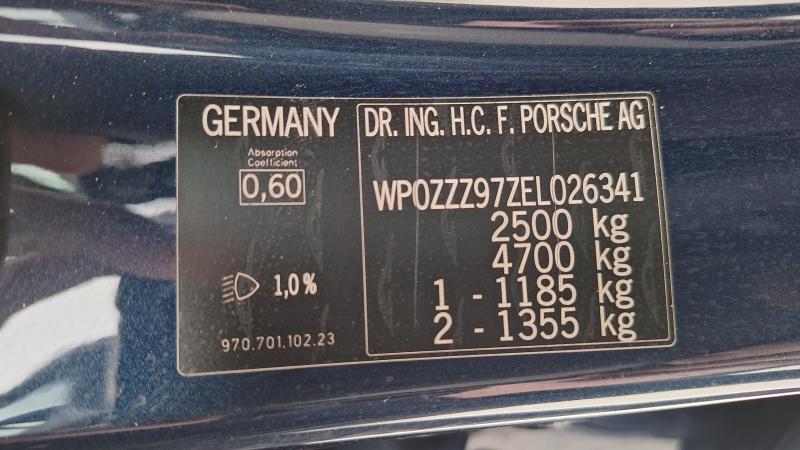 GERMANY
Absorption
Coefficient
0,60
1,0%
970.701.102.23
DR. ING. H.C. F. PORSCHE AG
WP0ZZZ97ZEL026341
2500 kg
4700 kg
1 - 1185 kg
2 - 1355 kg